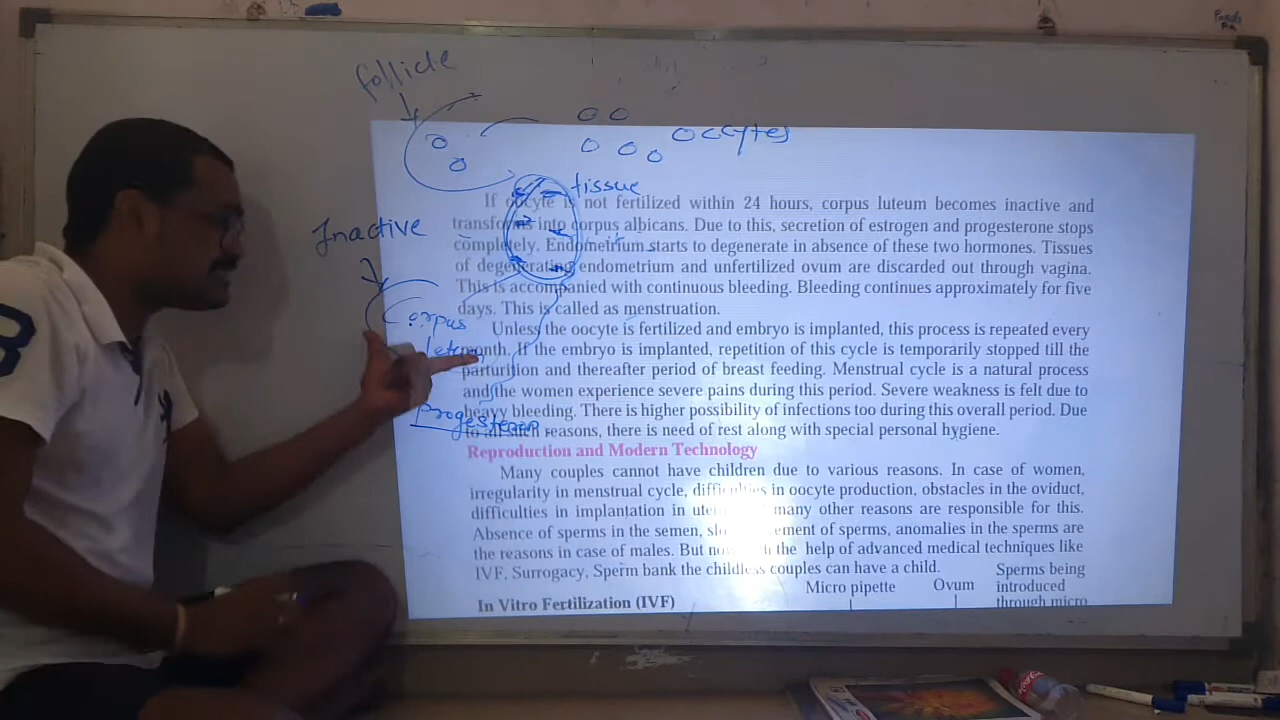 follicle
oocytes
tissue
Inactive
corpus
progesteron
If oocyte is not fertilized within 24 hours, corpus luteum becomes inactive and
transforms into corpus albicans. Due to this, secretion of estrogen and progesterone stops
completely. Endometrium starts to degenerate in absence of these two hormones. Tissues
of degenerating endometrium and unfertilized ovum are discarded out through vagina.
This is accompanied with continuous bleeding. Bleeding continues approximately for five
days. This is called as menstruation.
Unless the oocyte is fertilized and embryo is implanted, this process is repeated every
month. If the embryo is implanted, repetition of this cycle is temporarily stopped till the
parturition and thereafter period of breast feeding. Menstrual cycle is a natural process
and the women experience severe pains during this period. Severe weakness is felt due to
heavy bleeding. There is higher possibility of infections too during this overall period. Due
to all such reasons, there is need of rest along with special personal hygiene.
Reproduction and Modern Technology
Many couples cannot have children due to various reasons. In case of women,
irregularity in menstrual cycle, difficulties in oocyte production, obstacles in the oviduct,
difficulties in implantation in many other reasons are responsible for this.
Absence of sperms in the semen, of sperms, anomalies in the sperms are
the reasons in case of males. But the help of advanced medical techniques like
IVF, Surrogacy, Sperm bank the childless couples can have a child.
Micro pipette Ovum Sperms being
introduced
through micro
In Vitro Fertilization (IVF)